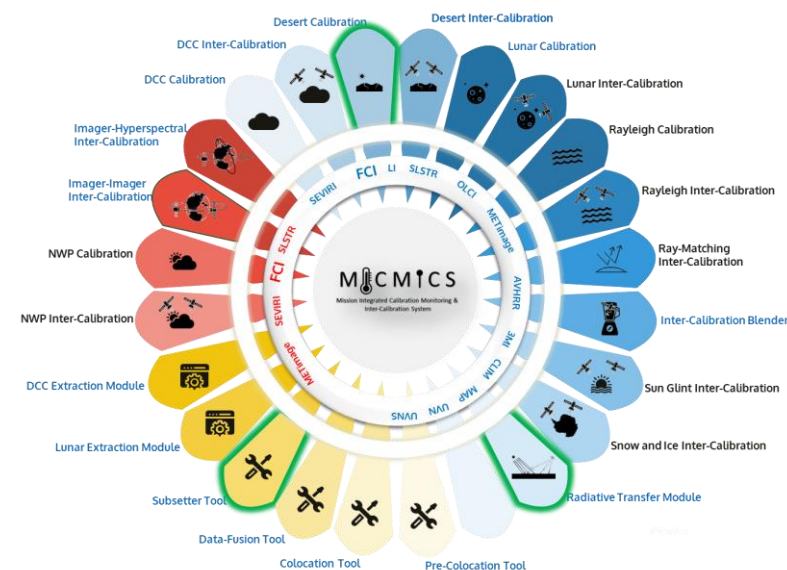 Desert Calibration
Desert Inter-Calibration
DCC Inter-Calibration
Lunar Calibration
DCC Calibration
Lunar Inter-Calibration
Imager-Hyperspectral
Inter-Calibration
Rayleigh Calibration
Imager-Imager
Inter-Calibration
Rayleigh Inter-Calibration
NWP Calibration
Ray-Matching
Inter-Calibration
NWP Inter-Calibration
Inter-Calibration Blender
DCC Extraction Module
Sun Glint Inter-Calibration
Lunar Extraction Module
Snow and Ice Inter-Calibration
Subsetter Tool
Radiative Transfer Module
Data-Fusion Tool
Colocation Tool
Pre-Colocation Tool
SEVIRI
FCI
LI
SLSTR
OLCI
METimage
AVHRR
3MI
CLIM
MAP
UVN
UVNS
METimage
SEVIRI
FCI
SLSTR
MICMICS
Mission Integrated Calibration Monitoring &
Inter-Calibration System